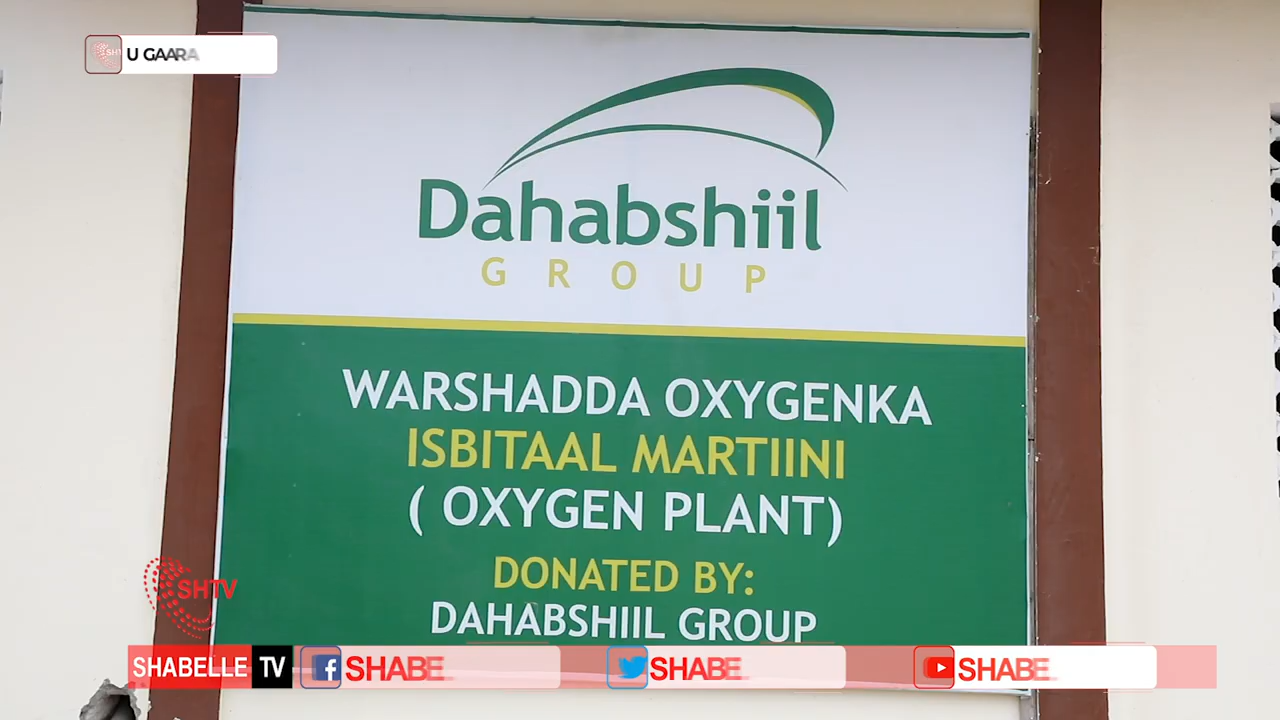 SHTV
U GAARA
Dahabshiil
GROUP
WARSHADDA OXYGENKA
ISBITAAL MARTIINI
( OXYGEN PLANT)
DONATED BY:
DAHABSHIIL GROUP
SHTV
SHABELLE TV
SHABE
SHABE
SHABE